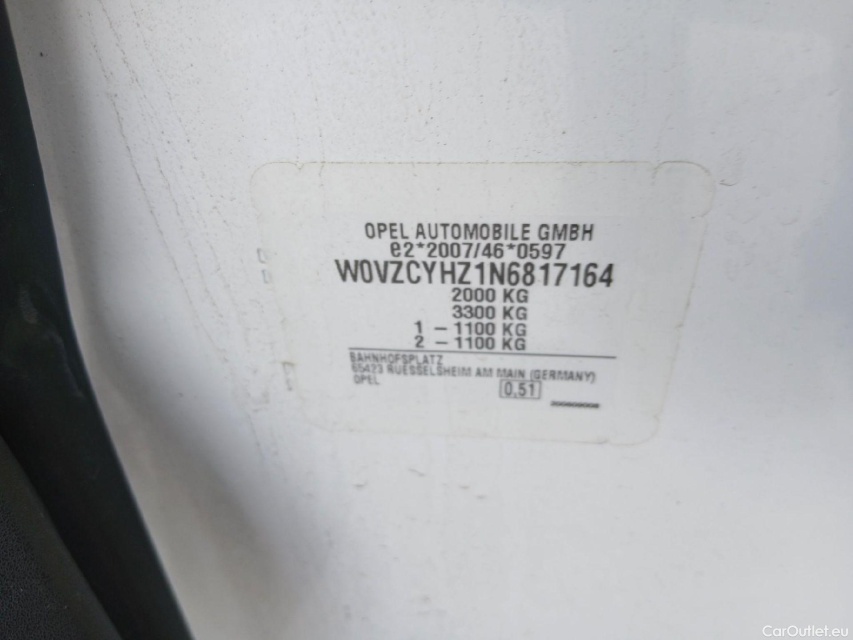 OPEL AUTOMOBILE GMBH
e2*2007/46*0597
W0VZCYHZ1N6817164
2000 KG
3300 KG
1 - 1100 KG
2 - 1100 KG
BAHNHOFSPLATZ
65423 RUESSELSHEIM AM MAIN (GERMANY)
OPEL
0.51
CarOutlet.eu